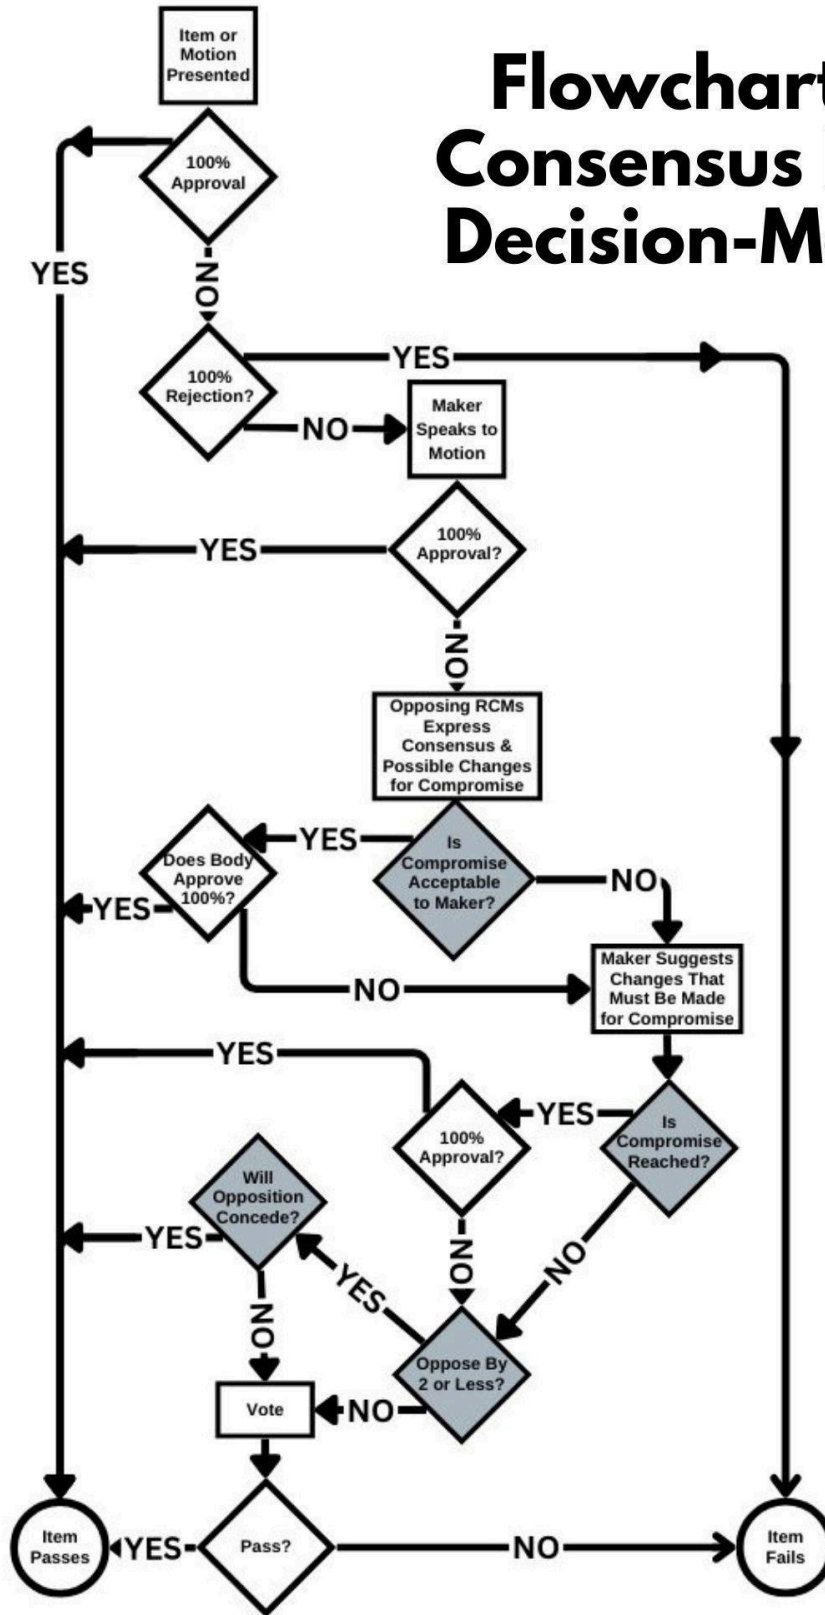 Item or
Motion
Presented
Flowchart
Consensus
Decision-M
100%
Approval
YES
NO
100%
Rejection?
YES
NO
Maker
Speaks to
Motion
100%
Approval?
YES
NO
Opposing RCMs
Express
Consensus &
Possible Changes
for Compromise
Is
Compromise
Acceptable
to Maker?
YES
NO
Does Body
Approve
100%?
YES
NO
Maker Suggests
Changes That
Must Be Made
for Compromise
Is
Compromise
Reached?
YES
NO
100%
Approval?
YES
NO
Oppose By
2 or Less?
YES
NO
Will
Opposition
Concede?
YES
NO
Vote
Pass?
YES
NO
Item
Passes
Item
Fails